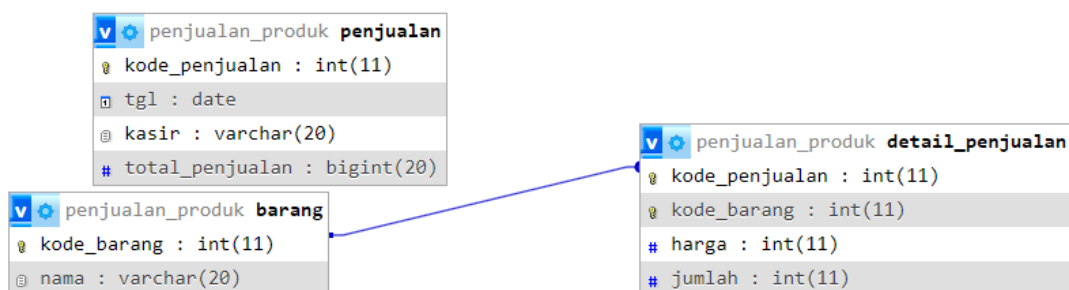 penjualan_produk penjualan
kode_penjualan : int(11)
tgl : date
kasir : varchar(20)
total_penjualan : bigint(20)
penjualan_produk barang
kode_barang : int(11)
nama : varchar(20)
penjualan_produk detail_penjualan
kode_penjualan : int(11)
kode_barang : int(11)
harga : int(11)
jumlah : int(11)